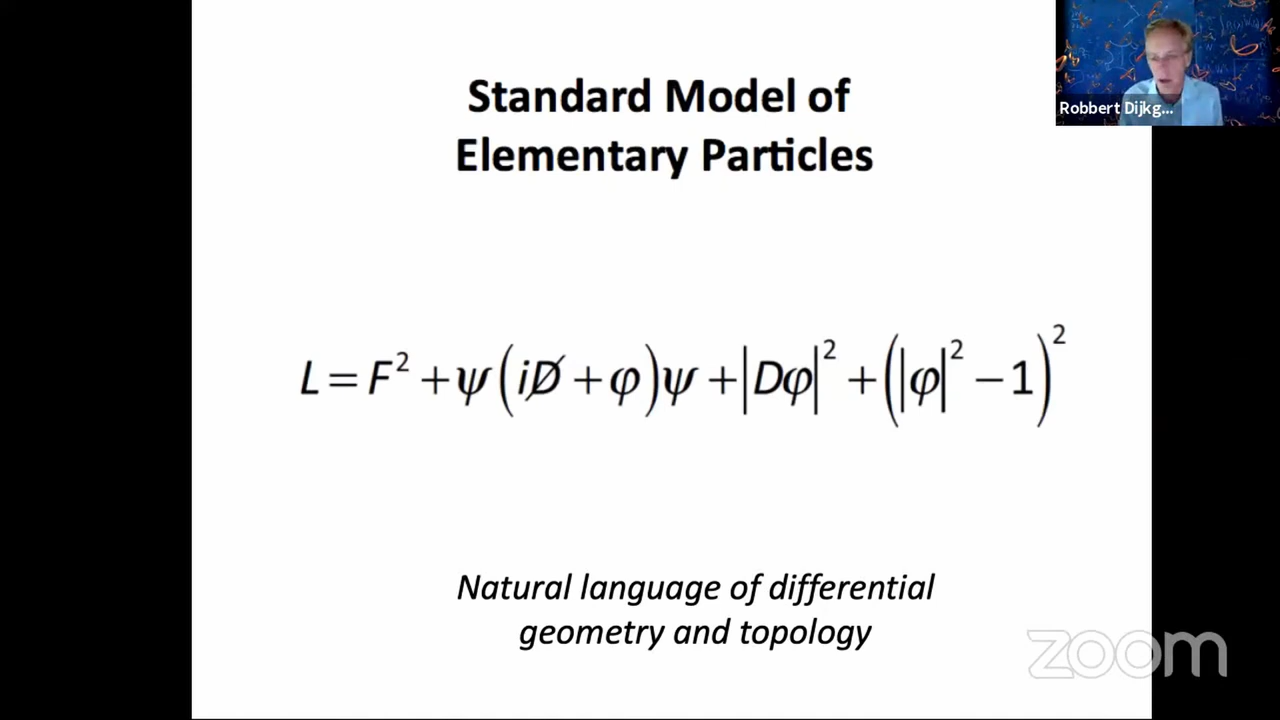 Standard Model of
Elementary Particles
Robbert Dijkg...
L = F² + ψ(iD̸ + φ)ψ + |Dφ|² + (|φ|² − 1)²
Natural language of differential
geometry and topology
zoom